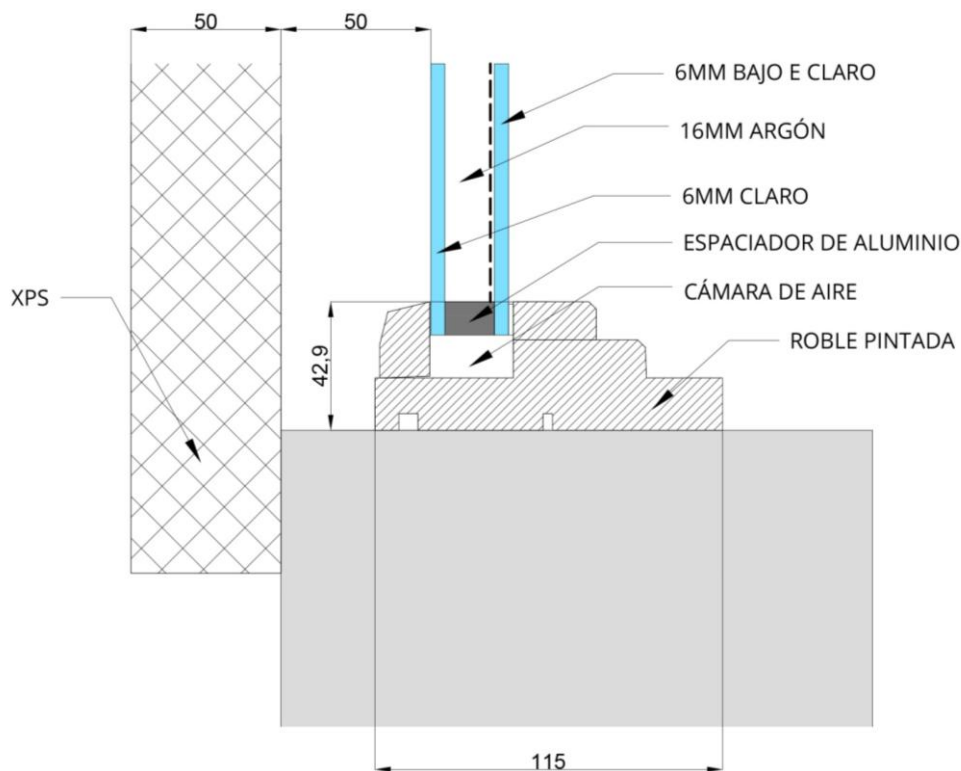 50
50
6MM BAJO E CLARO
16MM ARGÓN
6MM CLARO
ESPACIADOR DE ALUMINIO
CÁMARA DE AIRE
XPS
ROBLE PINTADA
42,9
115